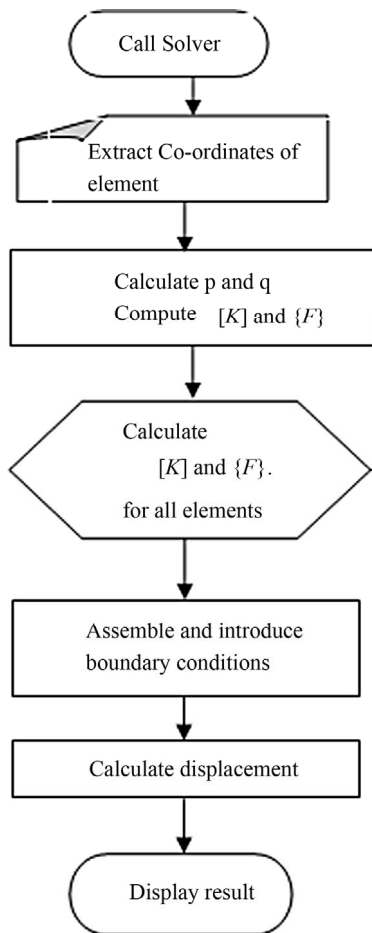 Call Solver
Extract Co-ordinates of
element
Calculate p and q
Compute [K] and {F}
Calculate
[K] and {F}.
for all elements
Assemble and introduce
boundary conditions
Calculate displacement
Display result